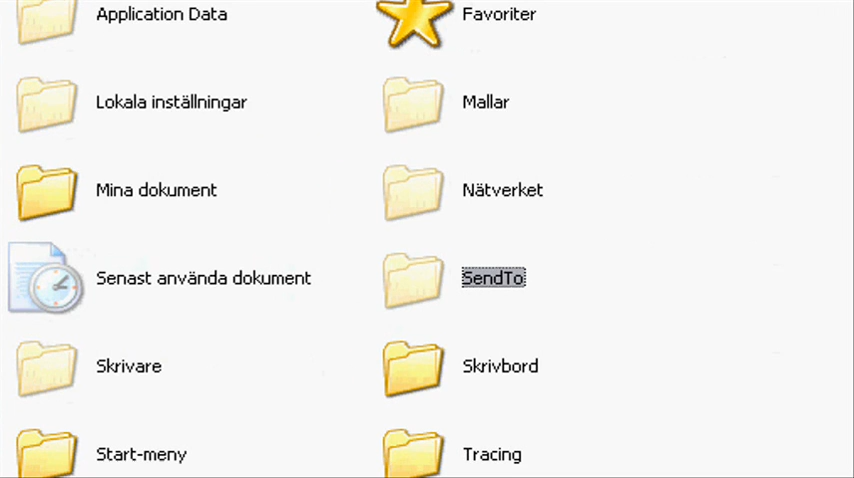 Application Data
Favoriter
Lokala inställningar
Mallar
Mina dokument
Nätverket
Senast använda dokument
SendTo
Skrivare
Skrivbord
Start-meny
Tracing